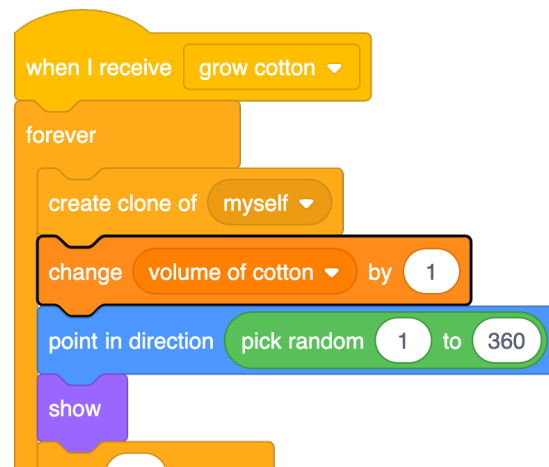 when I receive grow cotton
forever
create clone of myself
change volume of cotton by 1
point in direction pick random 1 to 360
show